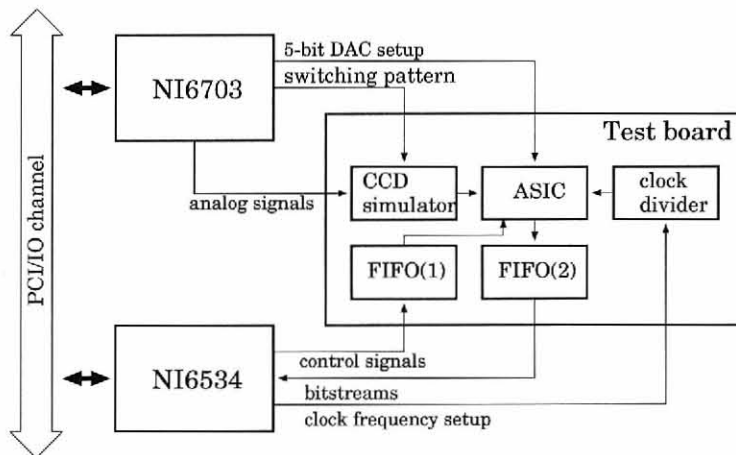 5-bit DAC setup
switching pattern
NI6703
Test board
CCD
simulator
ASIC
clock
divider
analog signals
FIFO(1)
FIFO(2)
PCI/IO channel
control signals
NI6534
bitstreams
clock frequency setup